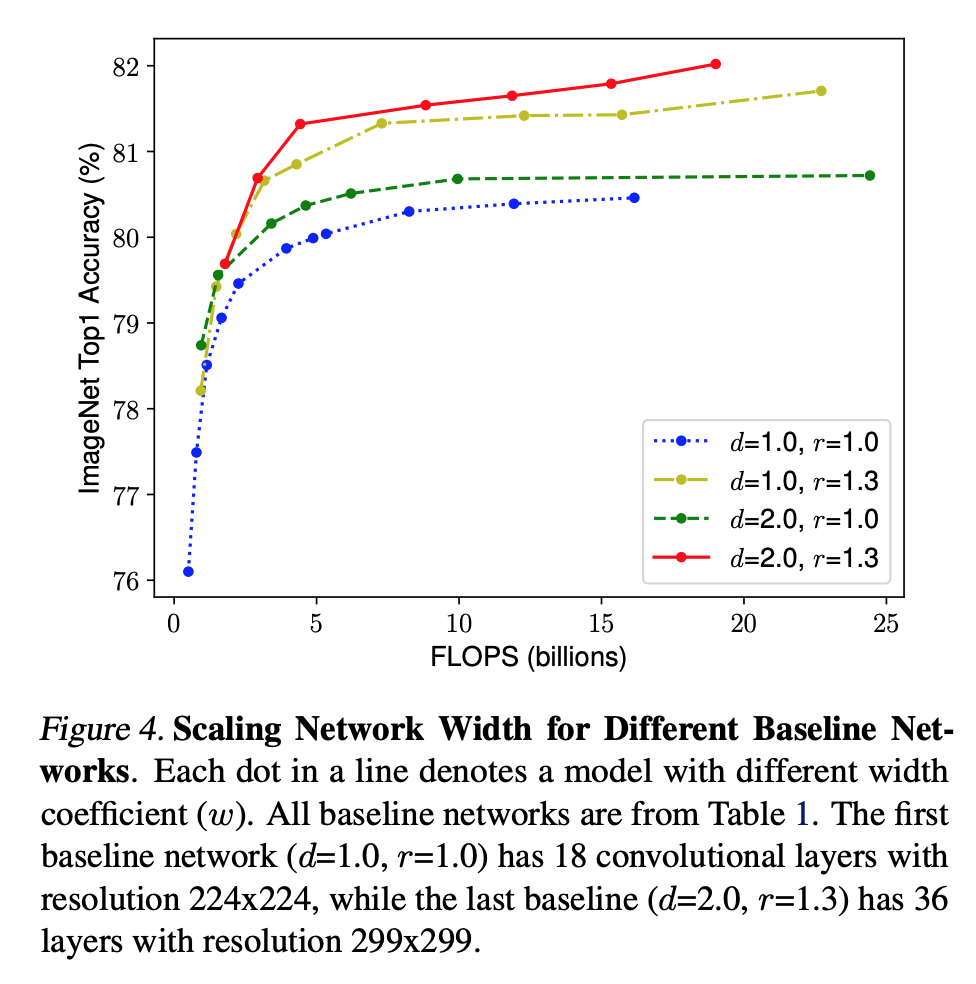 82
81
80
79
78
77
76
ImageNet Top1 Accuracy (%)
d=1.0, r=1.0
d=1.0, r=1.3
d=2.0, r=1.0
d=2.0, r=1.3
0 5 10 15 20 25
FLOPS (billions)
Figure 4. Scaling Network Width for Different Baseline Net-
works. Each dot in a line denotes a model with different width
coefficient (w). All baseline networks are from Table 1. The first
baseline network (d=1.0, r=1.0) has 18 convolutional layers with
resolution 224x224, while the last baseline (d=2.0, r=1.3) has 36
layers with resolution 299x299.